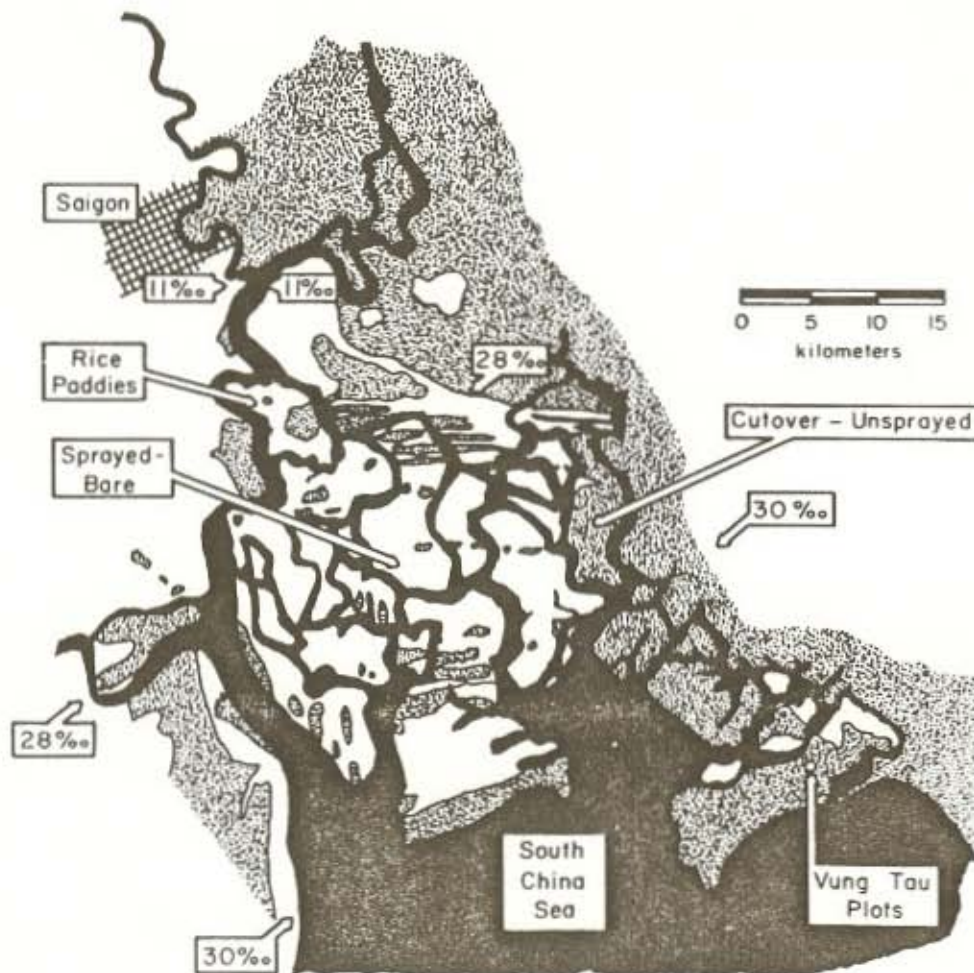 Saigon
11‰
11‰
0 5 10 15
kilometers
Rice
Paddies
28‰
Cutover – Unsprayed
Sprayed-
Bare
30‰
28‰
South
China
Sea
Vung Tau
Plots
30‰